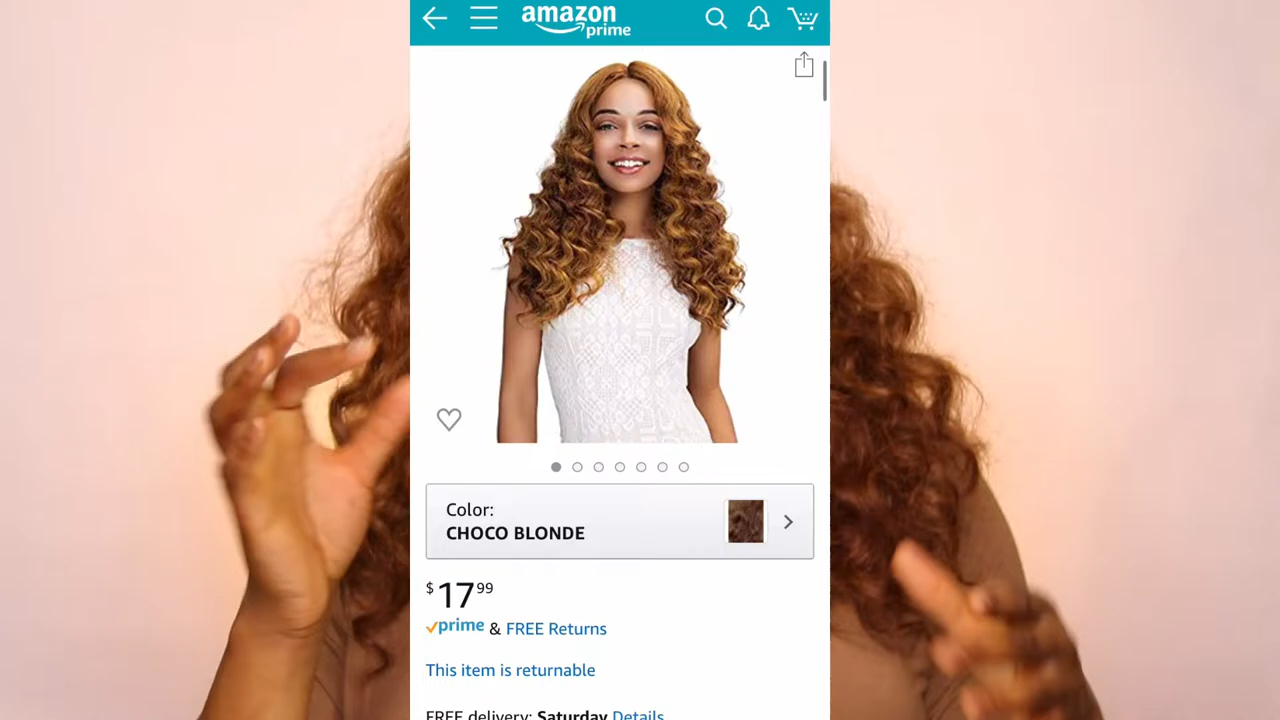 amazon
prime
Color:
CHOCO BLONDE
$17.99
prime & FREE Returns
This item is returnable
FREE delivery: Saturday Details